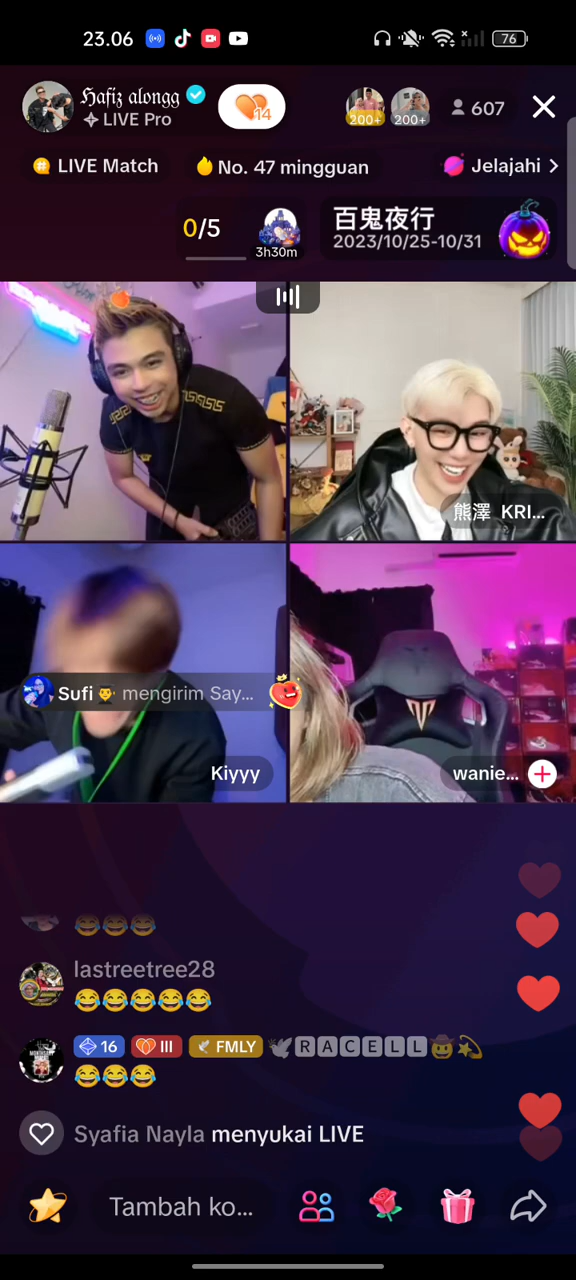 23.06
76
ℌ𝔞𝔣𝔦𝔷 𝔞𝔩𝔬𝔫𝔤𝔤
LIVE Pro
14
200+
200+
607
LIVE Match
No. 47 mingguan
Jelajahi
0/5
3h30m
百鬼夜行
2023/10/25-10/31
熊澤 KRI...
Sufi mengirim Say...
Kiyyy
wanie...
😂😂😂
lastreetree28
😂😂😂😂😂
16 III FMLY 🕊🅁🄰🄲🄴🄻🄻🤠💫
😂😂😂
Syafia Nayla menyukai LIVE
Tambah ko...